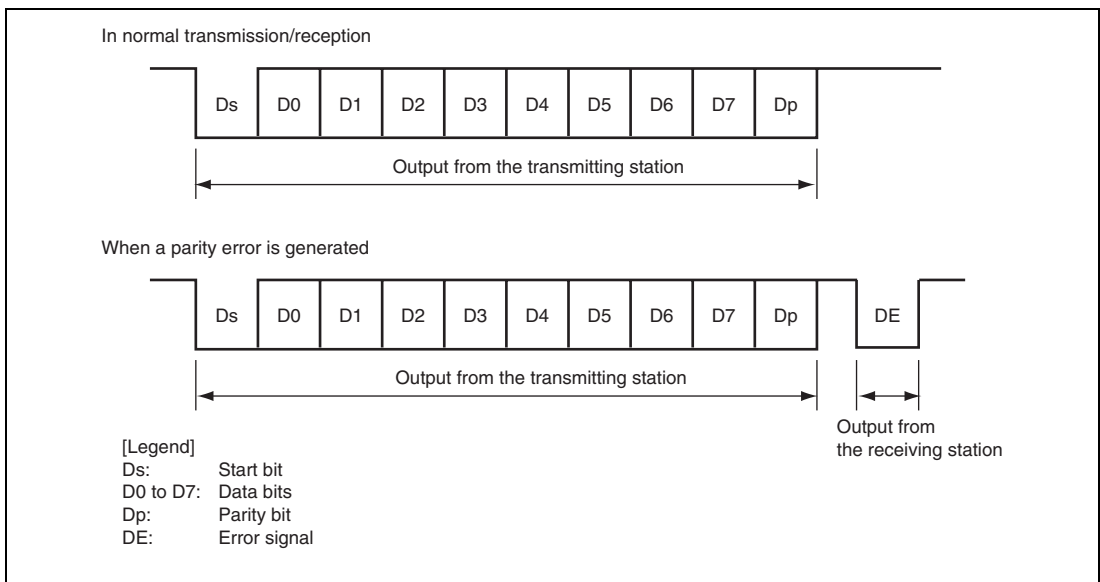 In normal transmission/reception
Ds D0 D1 D2 D3 D4 D5 D6 D7 Dp
Output from the transmitting station
When a parity error is generated
Ds D0 D1 D2 D3 D4 D5 D6 D7 Dp DE
Output from the transmitting station
Output from
the receiving station
[Legend]
Ds: Start bit
D0 to D7: Data bits
Dp: Parity bit
DE: Error signal